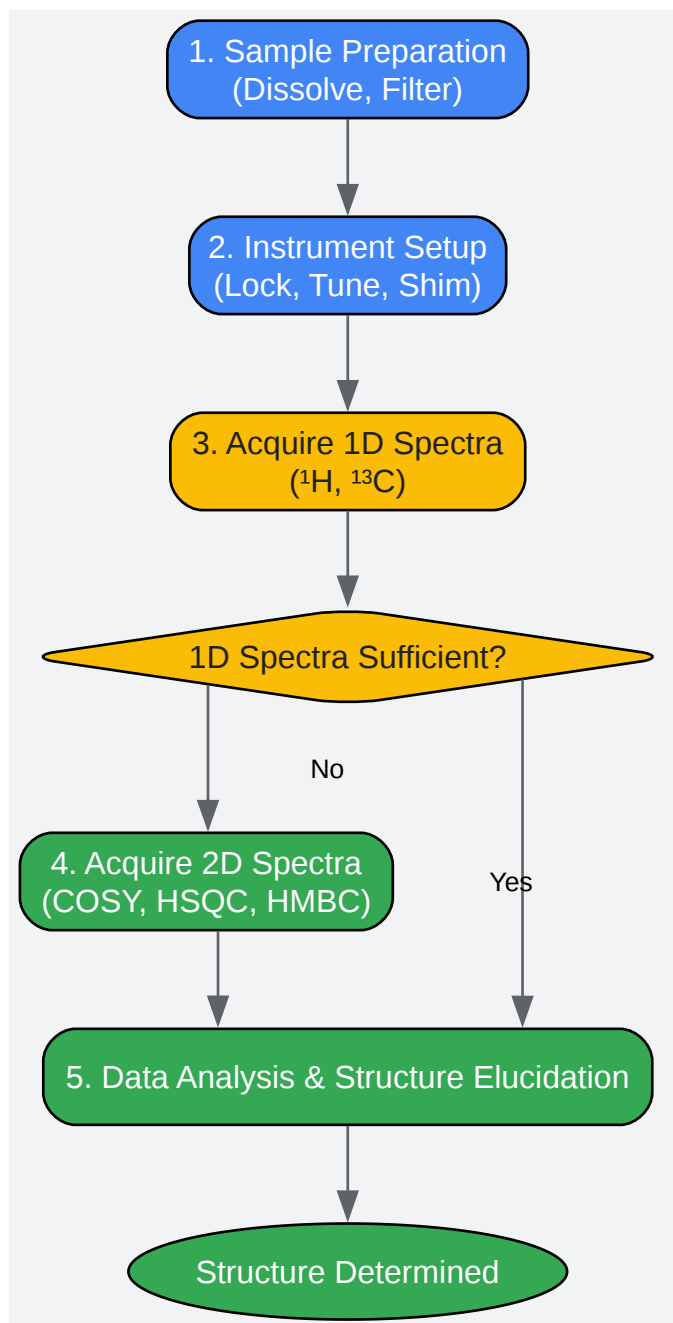 1. Sample Preparation
(Dissolve, Filter)
2. Instrument Setup
(Lock, Tune, Shim)
3. Acquire 1D Spectra
(¹H, ¹³C)
1D Spectra Sufficient?
No
4. Acquire 2D Spectra
(COSY, HSQC, HMBC)
Yes
5. Data Analysis & Structure Elucidation
Structure Determined